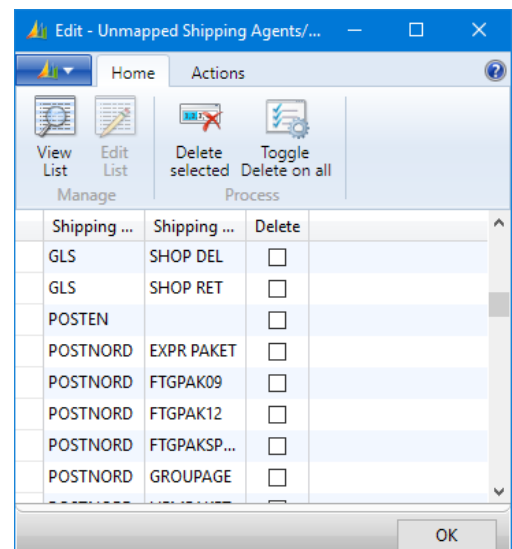 Edit - Unmapped Shipping Agents/...
Home Actions
View List
Edit List
Delete selected
Toggle Delete on all
Manage
Process
Shipping ... Shipping ... Delete
GLS SHOP DEL
GLS SHOP RET
POSTEN
POSTNORD EXPR PAKET
POSTNORD FTGPAK09
POSTNORD FTGPAK12
POSTNORD FTGPAKSP...
POSTNORD GROUPAGE
OK